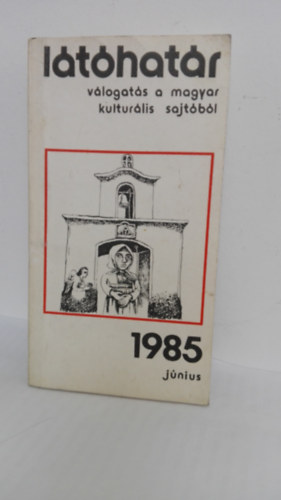 látóhatár
válogatás a magyar
kulturális sajtóból
1985
június